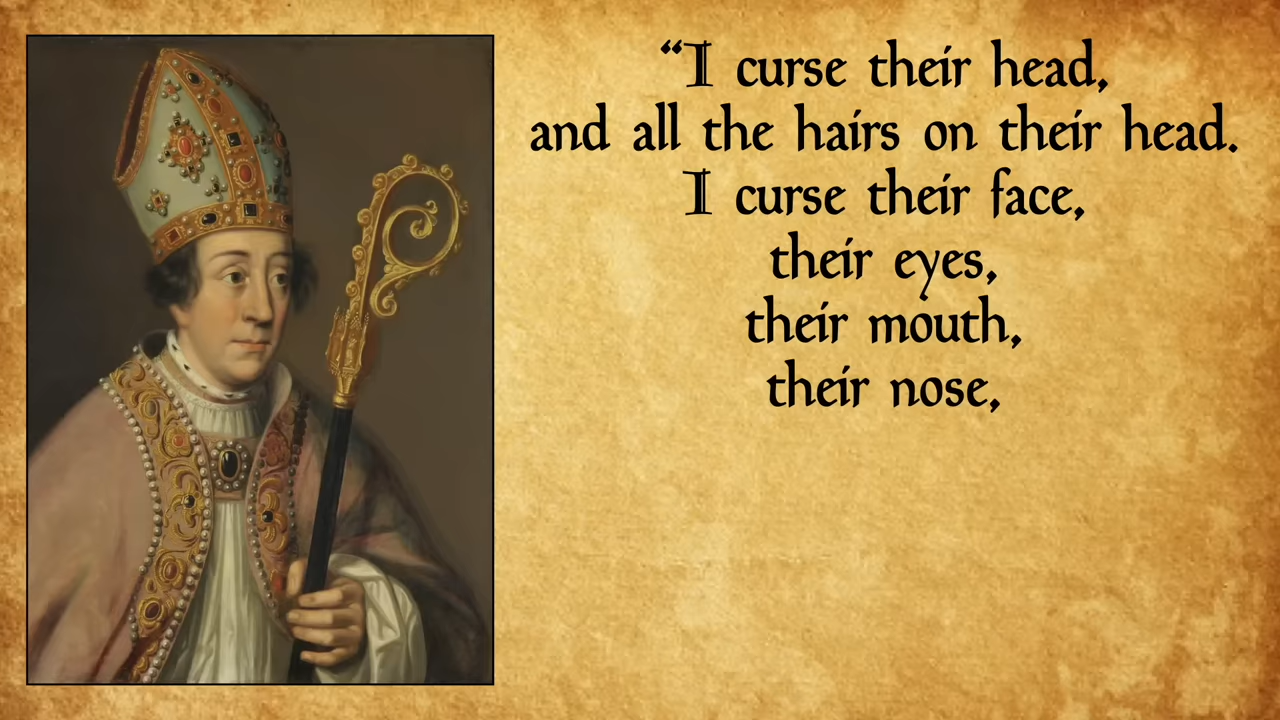 “I curse their head,
and all the hairs on their head.
I curse their face,
their eyes,
their mouth,
their nose,